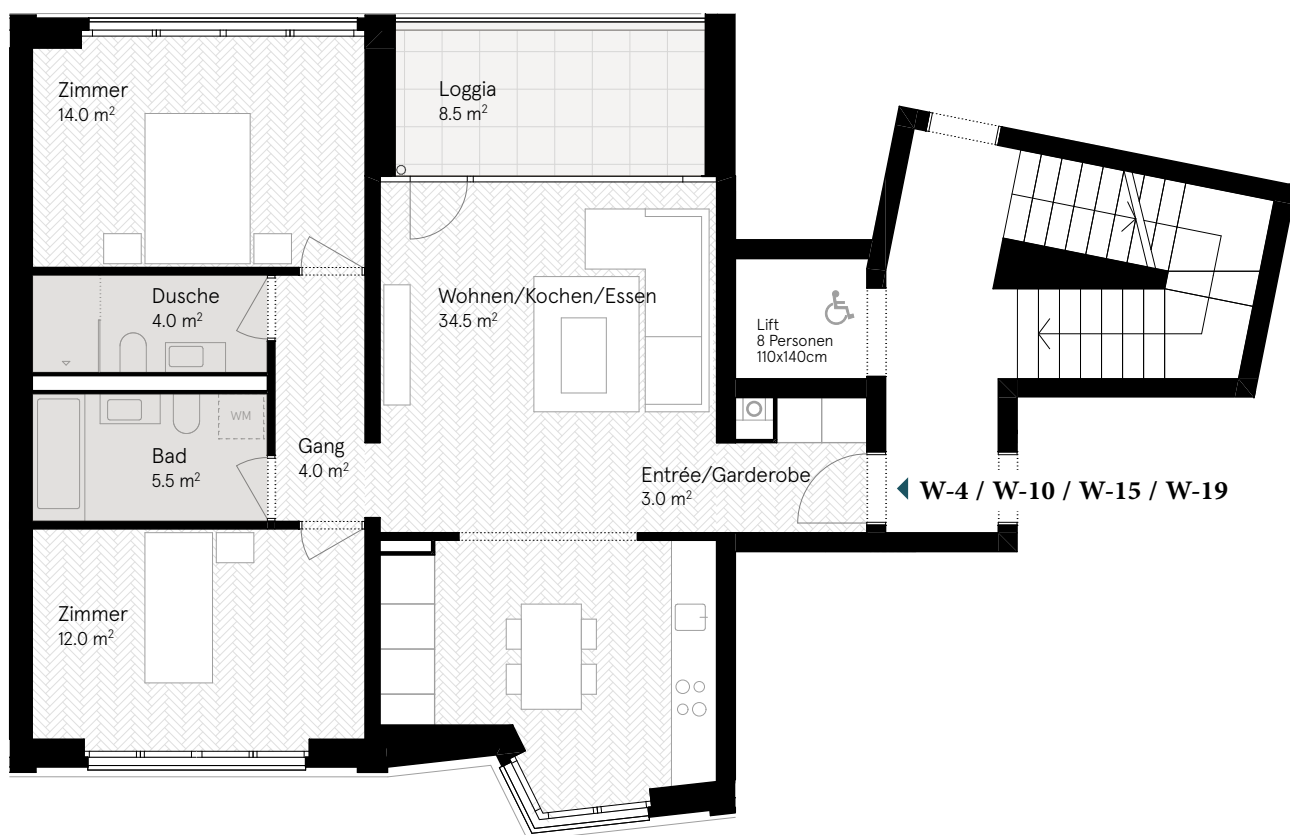 Zimmer
14.0 m²
Loggia
8.5 m²
Dusche
4.0 m²
Wohnen/Kochen/Essen
34.5 m²
Lift
8 Personen
110x140cm
WM
Bad
5.5 m²
Gang
4.0 m²
Entrée/Garderobe
3.0 m²
W-4 / W-10 / W-15 / W-19
Zimmer
12.0 m²